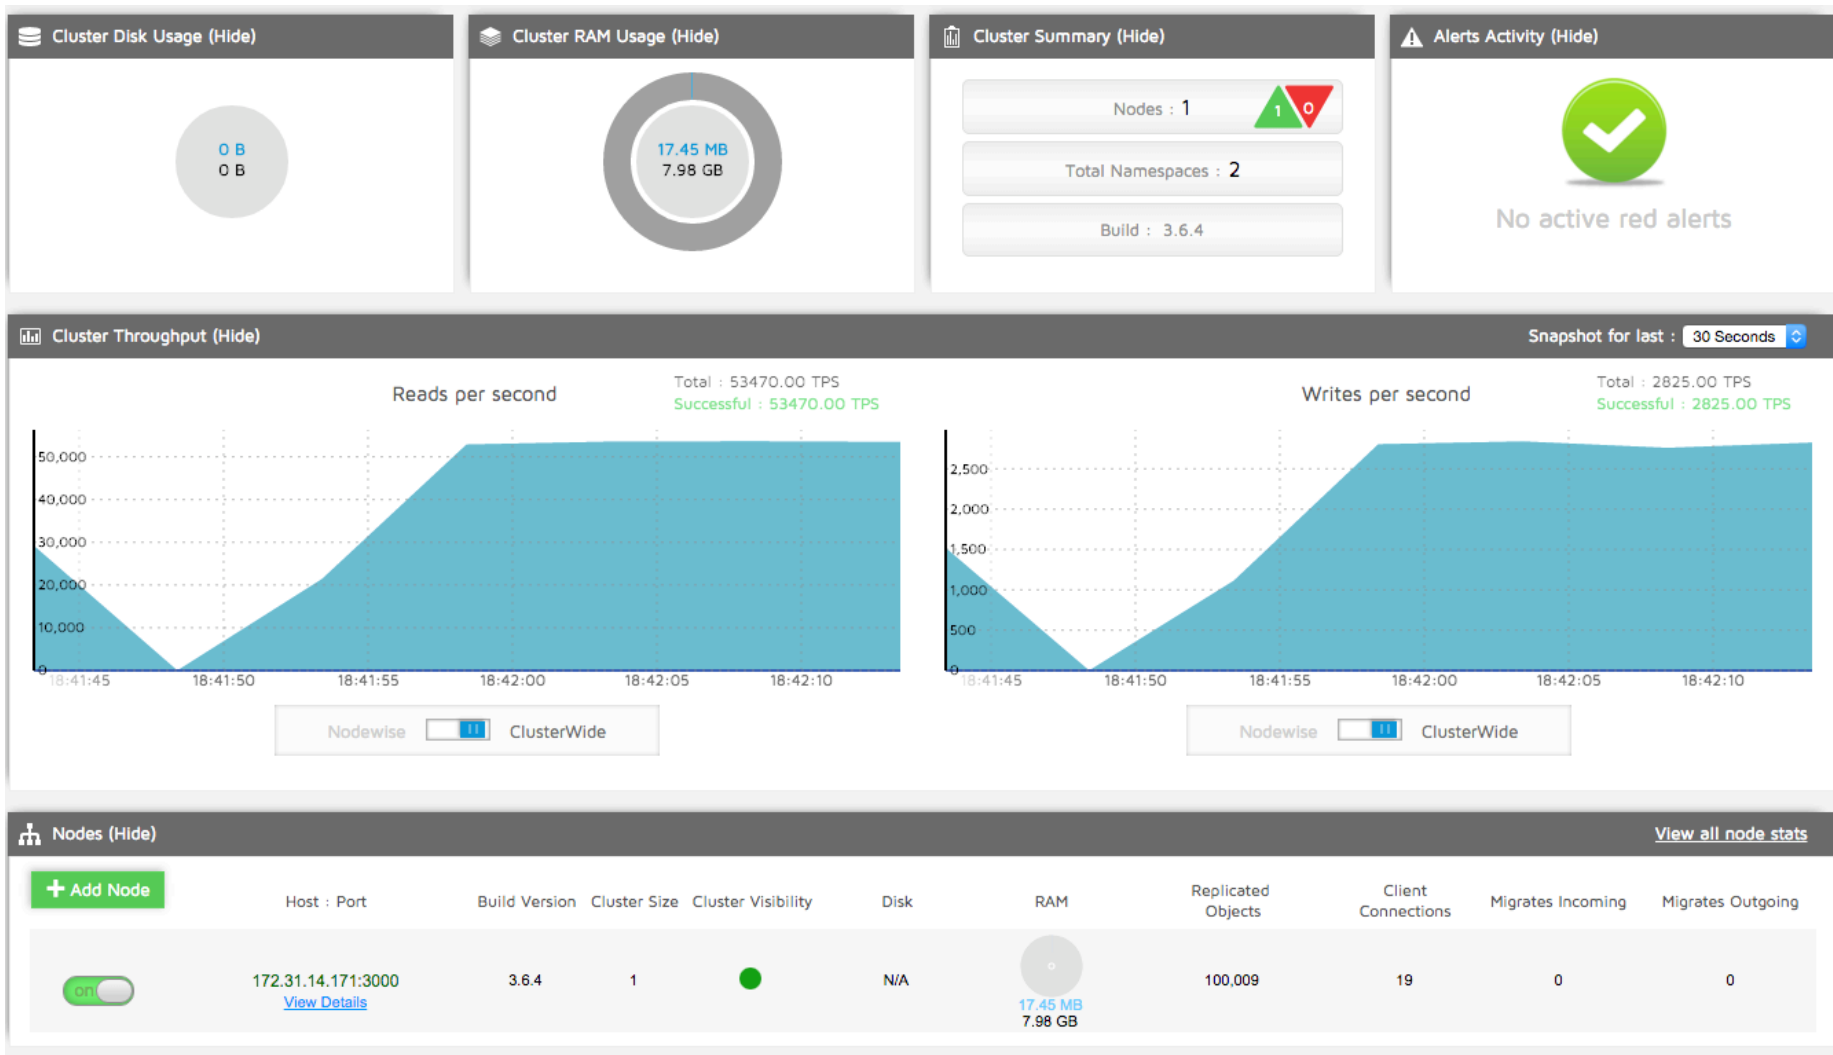 Cluster Disk Usage (Hide)
0 B
0 B
Cluster RAM Usage (Hide)
17.45 MB
7.98 GB
Cluster Summary (Hide)
Nodes : 1
1
0
Total Namespaces : 2
Build : 3.6.4
Alerts Activity (Hide)
No active red alerts
Cluster Throughput (Hide)
Snapshot for last : 30 Seconds
Reads per second
Total : 53470.00 TPS
Successful : 53470.00 TPS
50,000
40,000
30,000
20,000
10,000
0
18:41:45 18:41:50 18:41:55 18:42:00 18:42:05 18:42:10
Nodewise ClusterWide
Writes per second
Total : 2825.00 TPS
Successful : 2825.00 TPS
2,500
2,000
1,500
1,000
500
0
18:41:45 18:41:50 18:41:55 18:42:00 18:42:05 18:42:10
Nodewise ClusterWide
Nodes (Hide)
View all node stats
+ Add Node
Host : Port
Build Version
Cluster Size
Cluster Visibility
Disk
RAM
Replicated
Objects
Client
Connections
Migrates Incoming
Migrates Outgoing
on
172.31.14.171:3000
View Details
3.6.4
1
N/A
17.45 MB
7.98 GB
100,009
19
0
0